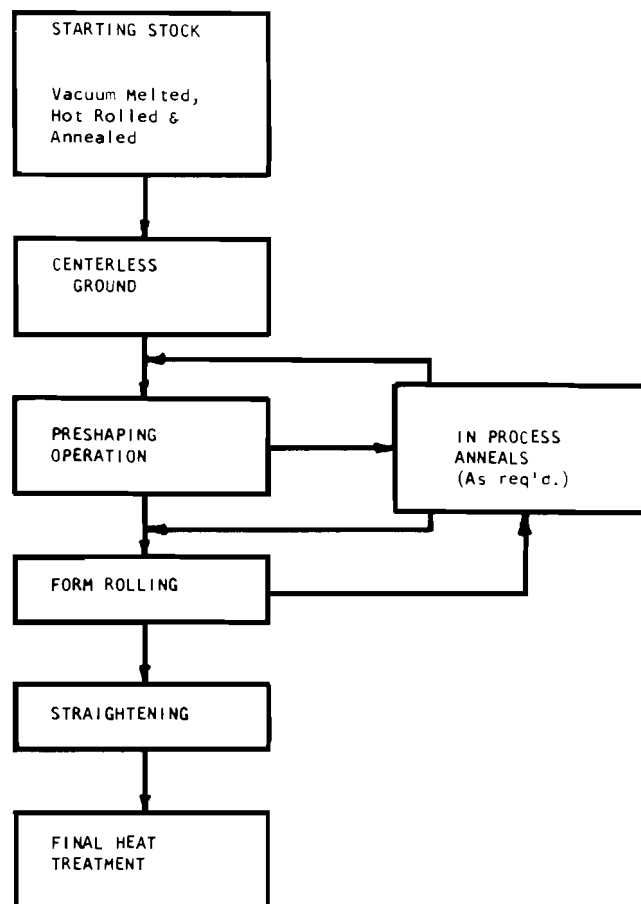 STARTING STOCK
Vacuum Melted,
Hot Rolled &
Annealed
CENTERLESS
GROUND
PRESHAPING
OPERATION
IN PROCESS
ANNEALS
(As req'd.)
FORM ROLLING
STRAIGHTENING
FINAL HEAT
TREATMENT